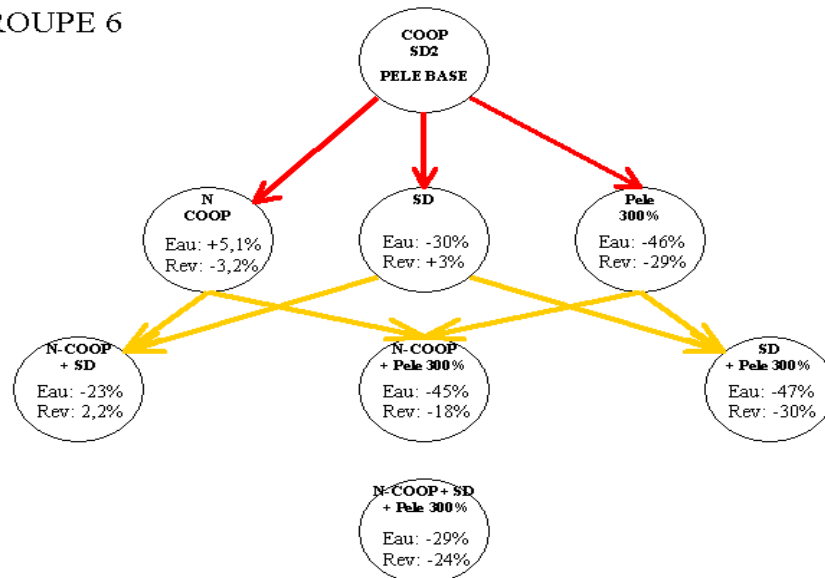 ROUPE 6
COOP
SD2
PELE BASE
N
COOP
Eau: +5,1%
Rev: -3,2%
SD
Eau: -30%
Rev: +3%
Pele
300%
Eau: -46%
Rev: -29%
N-COOP
+ SD
Eau: -23%
Rev: 2,2%
N-COOP
+ Pele 300%
Eau: -45%
Rev: -18%
SD
+ Pele 300%
Eau: -47%
Rev: -30%
N-COOP + SD
+ Pele 300%
Eau: -29%
Rev: -24%